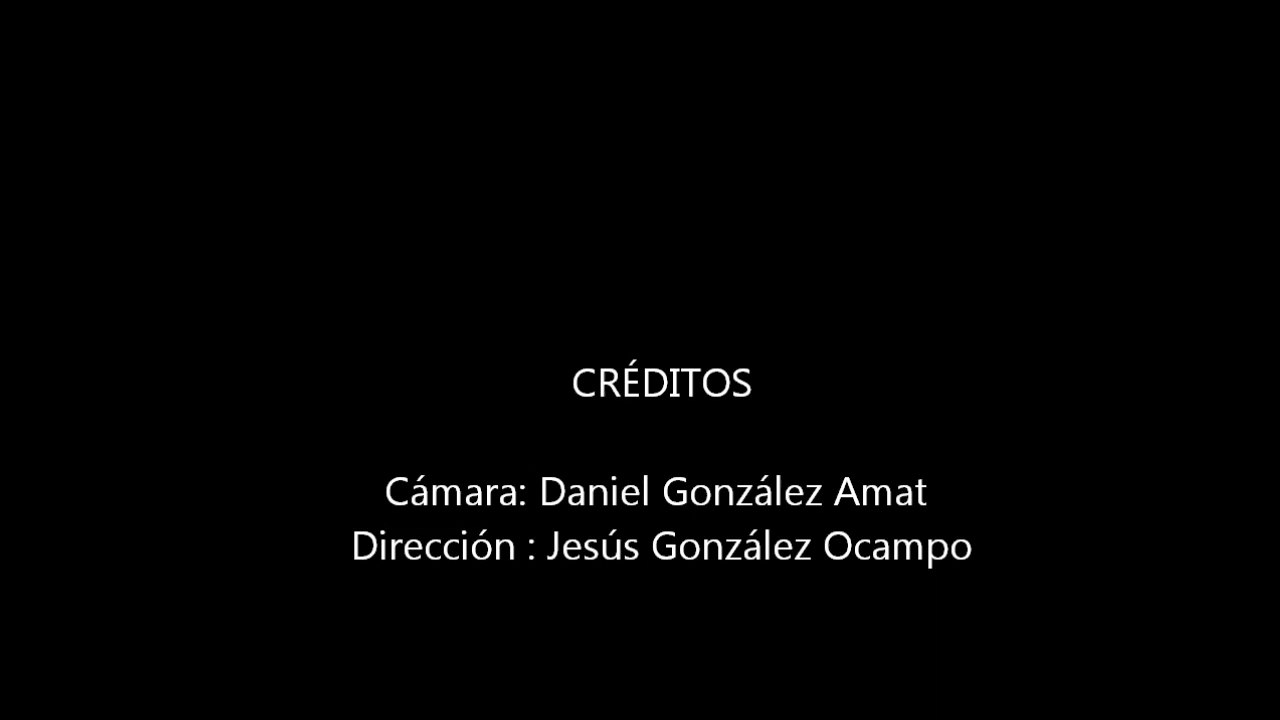 CRÉDITOS
Cámara: Daniel González Amat
Dirección : Jesús González Ocampo